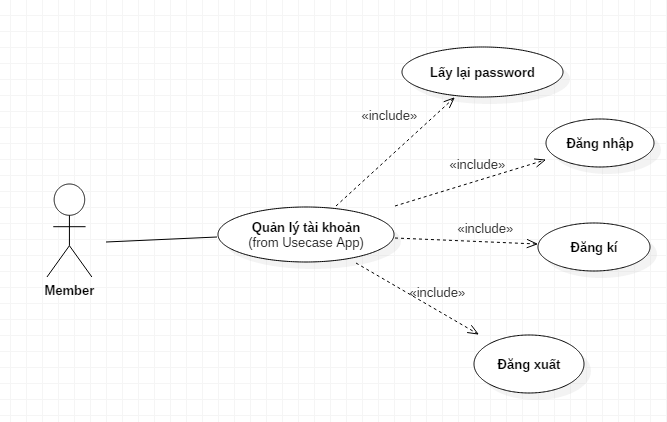 Lấy lại password
«include»
Đăng nhập
«include»
Quản lý tài khoản
(from Usecase App)
«include»
Đăng kí
Member
«include»
Đăng xuất